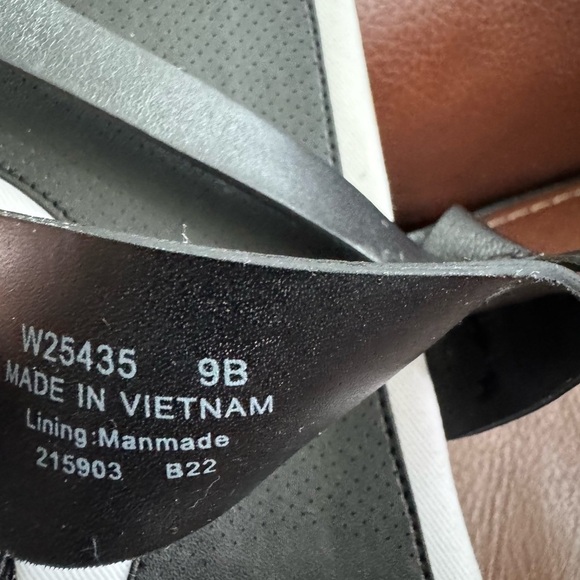 W25435 9B
MADE IN VIETNAM
Lining:Manmade
215903 B22